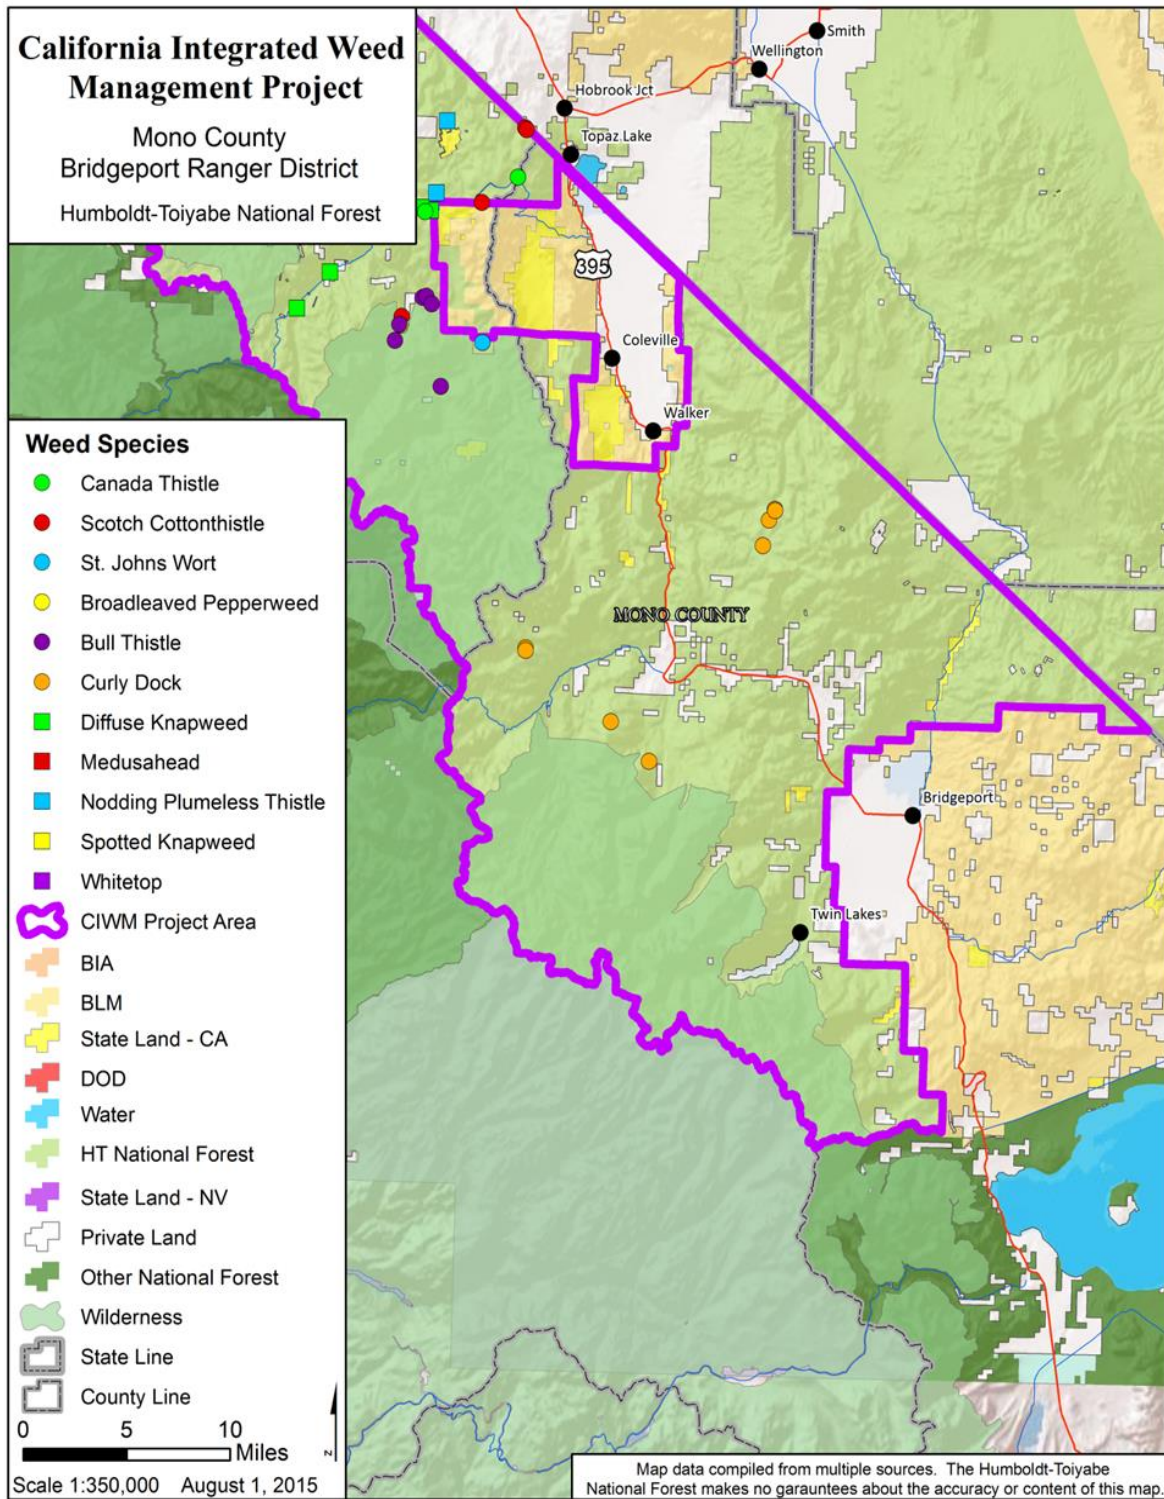 California Integrated Weed
Management Project
Mono County
Bridgeport Ranger District
Humboldt-Toiyabe National Forest
Smith
Wellington
Hobrook Jct
Topaz Lake
395
Coleville
Walker
MONO COUNTY
Bridgeport
Twin Lakes
Weed Species
Canada Thistle
Scotch Cottonthistle
St. Johns Wort
Broadleaved Pepperweed
Bull Thistle
Curly Dock
Diffuse Knapweed
Medusahead
Nodding Plumeless Thistle
Spotted Knapweed
Whitetop
CIWM Project Area
BIA
BLM
State Land - CA
DOD
Water
HT National Forest
State Land - NV
Private Land
Other National Forest
Wilderness
State Line
County Line
0 5 10
Miles
z
Scale 1:350,000 August 1, 2015
Map data compiled from multiple sources. The Humboldt-Toiyabe
National Forest makes no garauntees about the accuracy or content of this map.